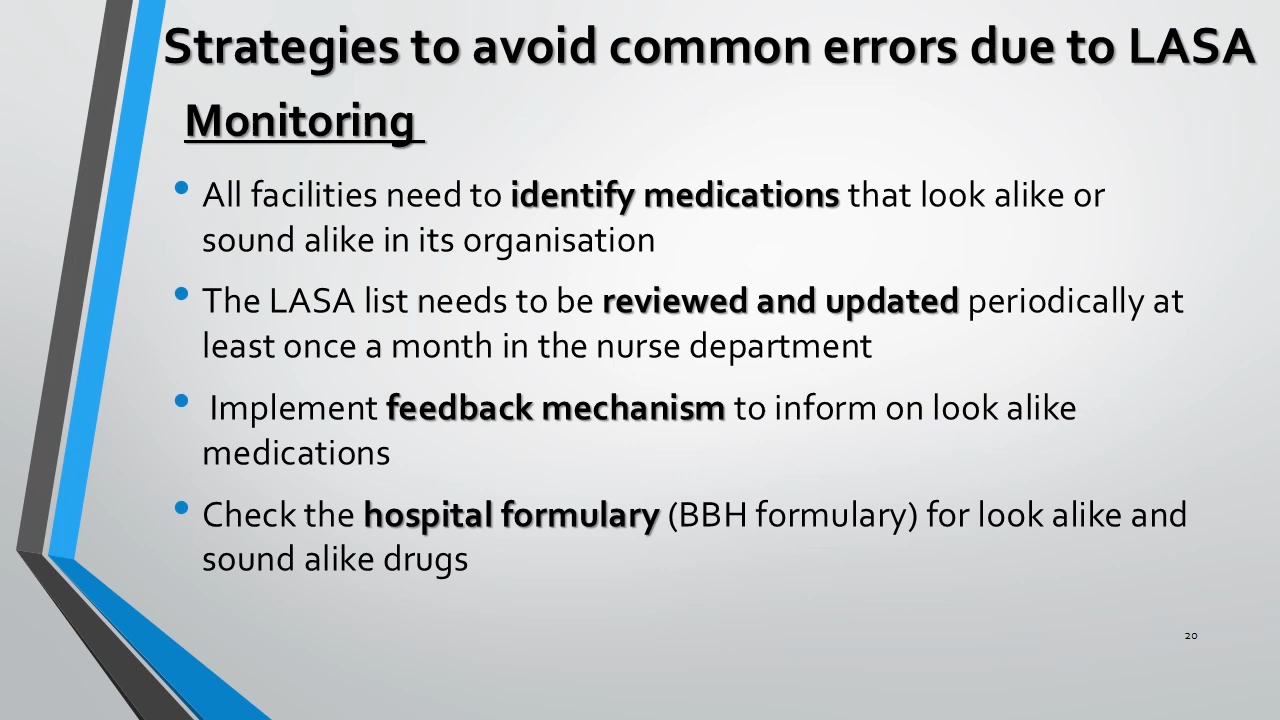 Strategies to avoid common errors due to LASA
Monitoring
• All facilities need to identify medications that look alike or
sound alike in its organisation
• The LASA list needs to be reviewed and updated periodically at
least once a month in the nurse department
• Implement feedback mechanism to inform on look alike
medications
• Check the hospital formulary (BBH formulary) for look alike and
sound alike drugs
20